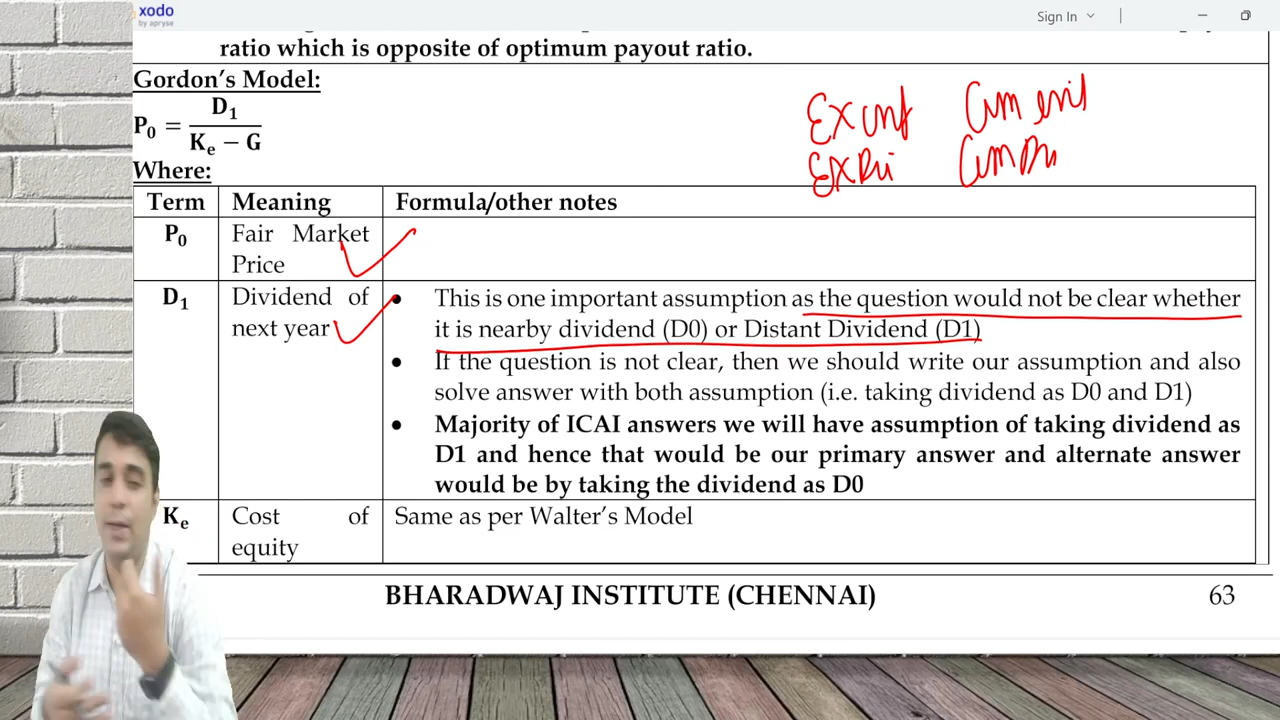 xodo
by apryse
Sign In
ratio which is opposite of optimum payout ratio.
Gordon's Model:
P₀ = D₁ / (Kₑ − G)
Where:
Term Meaning Formula/other notes
P₀ Fair Market Price
D₁ Dividend of next year
• This is one important assumption as the question would not be clear whether
it is nearby dividend (D0) or Distant Dividend (D1)
• If the question is not clear, then we should write our assumption and also
solve answer with both assumption (i.e. taking dividend as D0 and D1)
• Majority of ICAI answers we will have assumption of taking dividend as
D1 and hence that would be our primary answer and alternate answer
would be by taking the dividend as D0
Kₑ Cost of equity Same as per Walter's Model
BHARADWAJ INSTITUTE (CHENNAI) 63